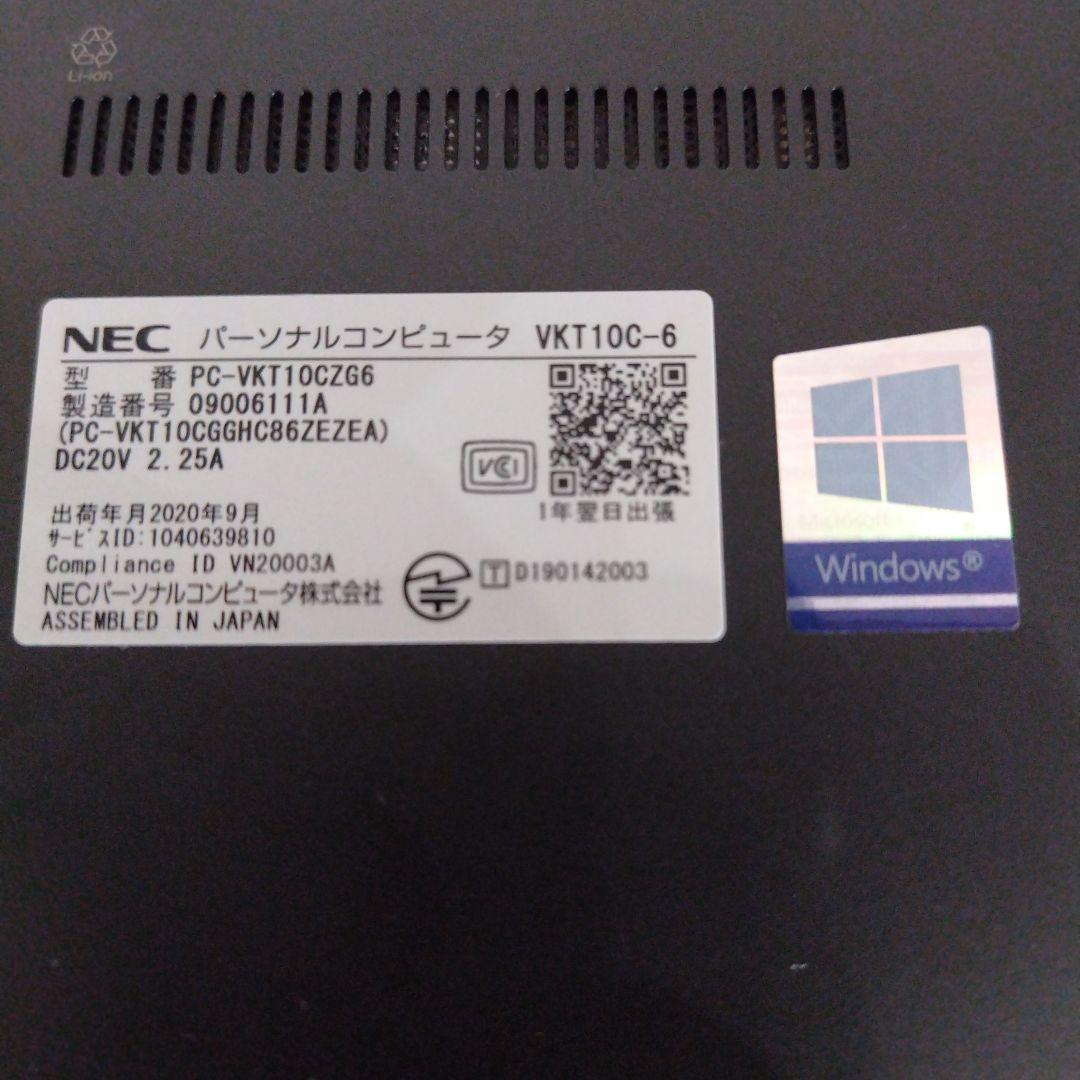 Li-ion
NEC パーソナルコンピュータ VKT10C-6
型 番 PC-VKT10CZG6
製造番号 09006111A
(PC-VKT10CGGHC86ZEZEA)
DC20V 2.25A
VCI
1年翌日出張
出荷年月2020年9月
サービスID:1040639810
Compliance ID VN20003A
NECパーソナルコンピュータ株式会社
T D190142003
ASSEMBLED IN JAPAN
Microsoft
Windows®